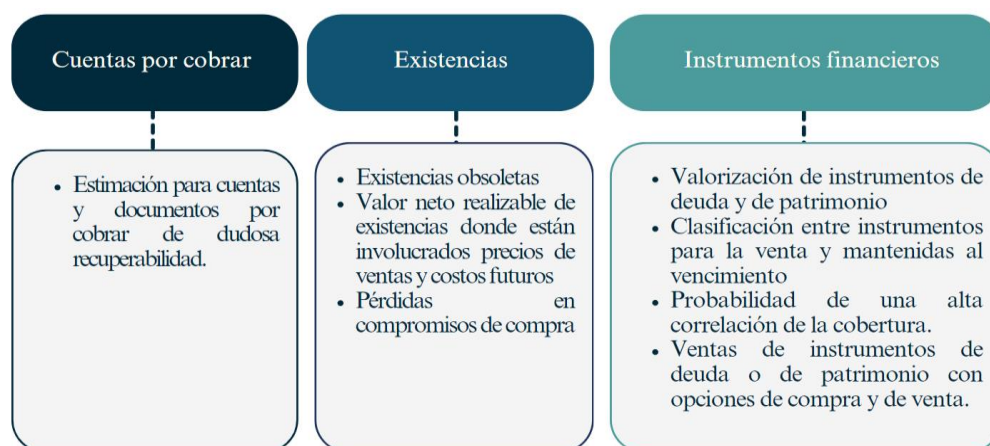 Cuentas por cobrar
Estimación para cuentas
y documentos por
cobrar de dudosa
recuperabilidad.
Existencias
Existencias obsoletas
Valor neto realizable de
existencias donde están
involucrados precios de
ventas y costos futuros
Pérdidas en
compromisos de compra
Instrumentos financieros
Valorización de instrumentos de
deuda y de patrimonio
Clasificación entre instrumentos
para la venta y mantenidas al
vencimiento
Probabilidad de una alta
correlación de la cobertura.
Ventas de instrumentos de
deuda o de patrimonio con
opciones de compra y de venta.